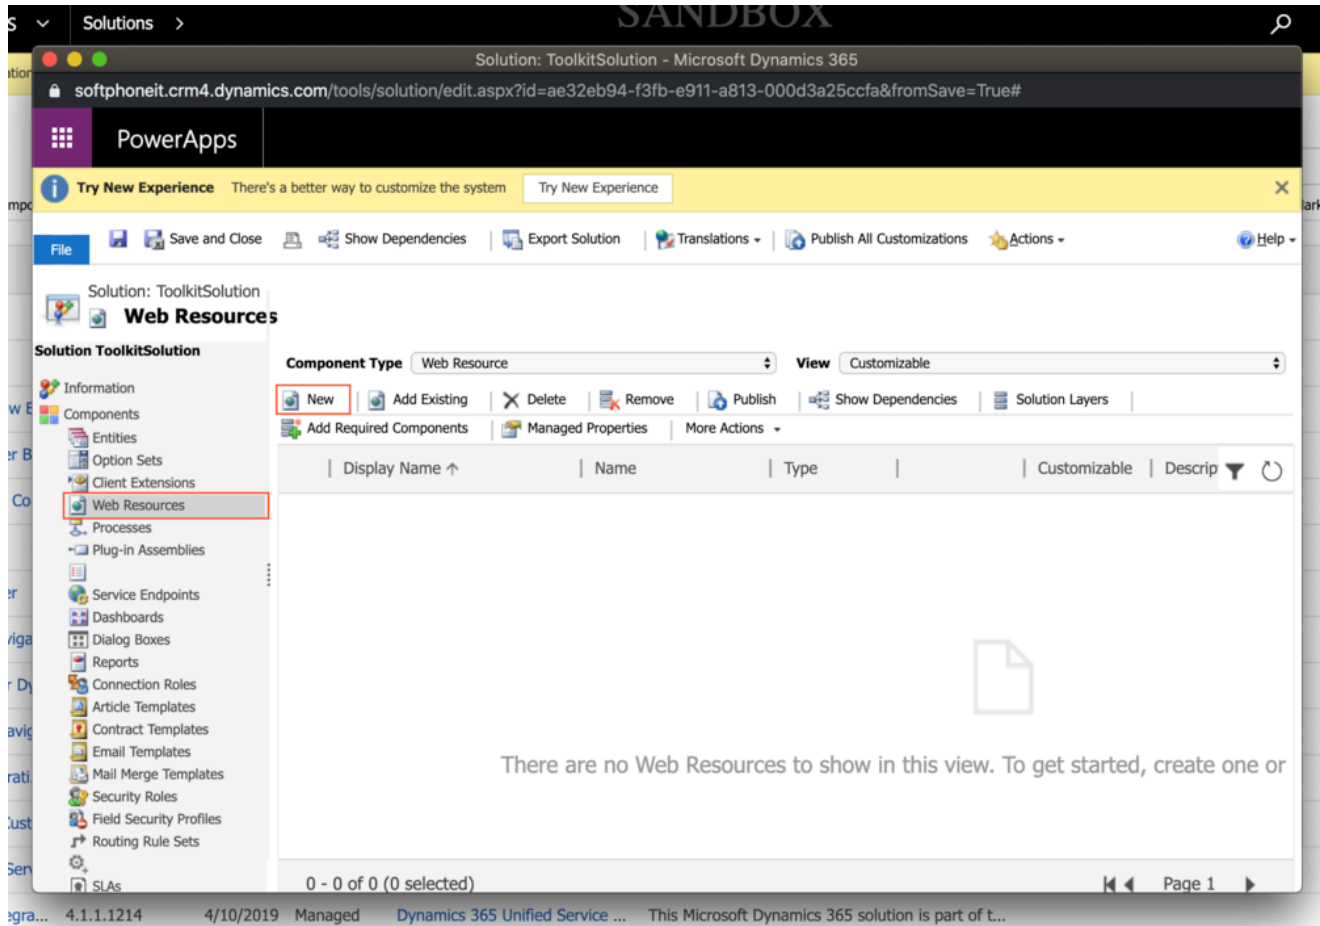 S Solutions >
SANDBOX
Solution: ToolkitSolution - Microsoft Dynamics 365
softphoneit.crm4.dynamics.com/tools/solution/edit.aspx?id=ae32eb94-f3fb-e911-a813-000d3a25ccfa&fromSave=True#
PowerApps
Try New Experience There's a better way to customize the system Try New Experience
File Save and Close Show Dependencies Export Solution Translations Publish All Customizations Actions Help
Solution: ToolkitSolution
Web Resources
Solution ToolkitSolution
Information
Components
Entities
Option Sets
Client Extensions
Web Resources
Processes
Plug-in Assemblies
Service Endpoints
Dashboards
Dialog Boxes
Reports
Connection Roles
Article Templates
Contract Templates
Email Templates
Mail Merge Templates
Security Roles
Field Security Profiles
Routing Rule Sets
SLAs
Component Type Web Resource View Customizable
New Add Existing Delete Remove Publish Show Dependencies Solution Layers
Add Required Components Managed Properties More Actions
Display Name Name Type Customizable Descrip
There are no Web Resources to show in this view. To get started, create one or
0 - 0 of 0 (0 selected) Page 1
egra... 4.1.1.1214 4/10/2019 Managed Dynamics 365 Unified Service ... This Microsoft Dynamics 365 solution is part of t...